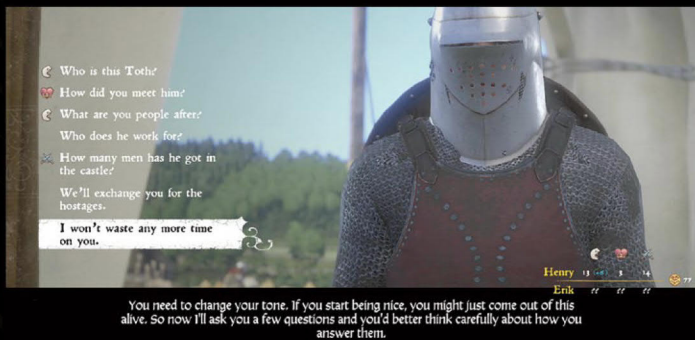 Who is this Toth?
How did you meet him?
What are you people after?
Who does he work for?
How many men has he got in
the castle?
We'll exchange you for the
hostages.
I won't waste any more time
on you.
Henry 13 3 14
Erik
77
You need to change your tone. If you start being nice, you might just come out of this
alive. So now I'll ask you a few questions and you'd better think carefully about how you
answer them.